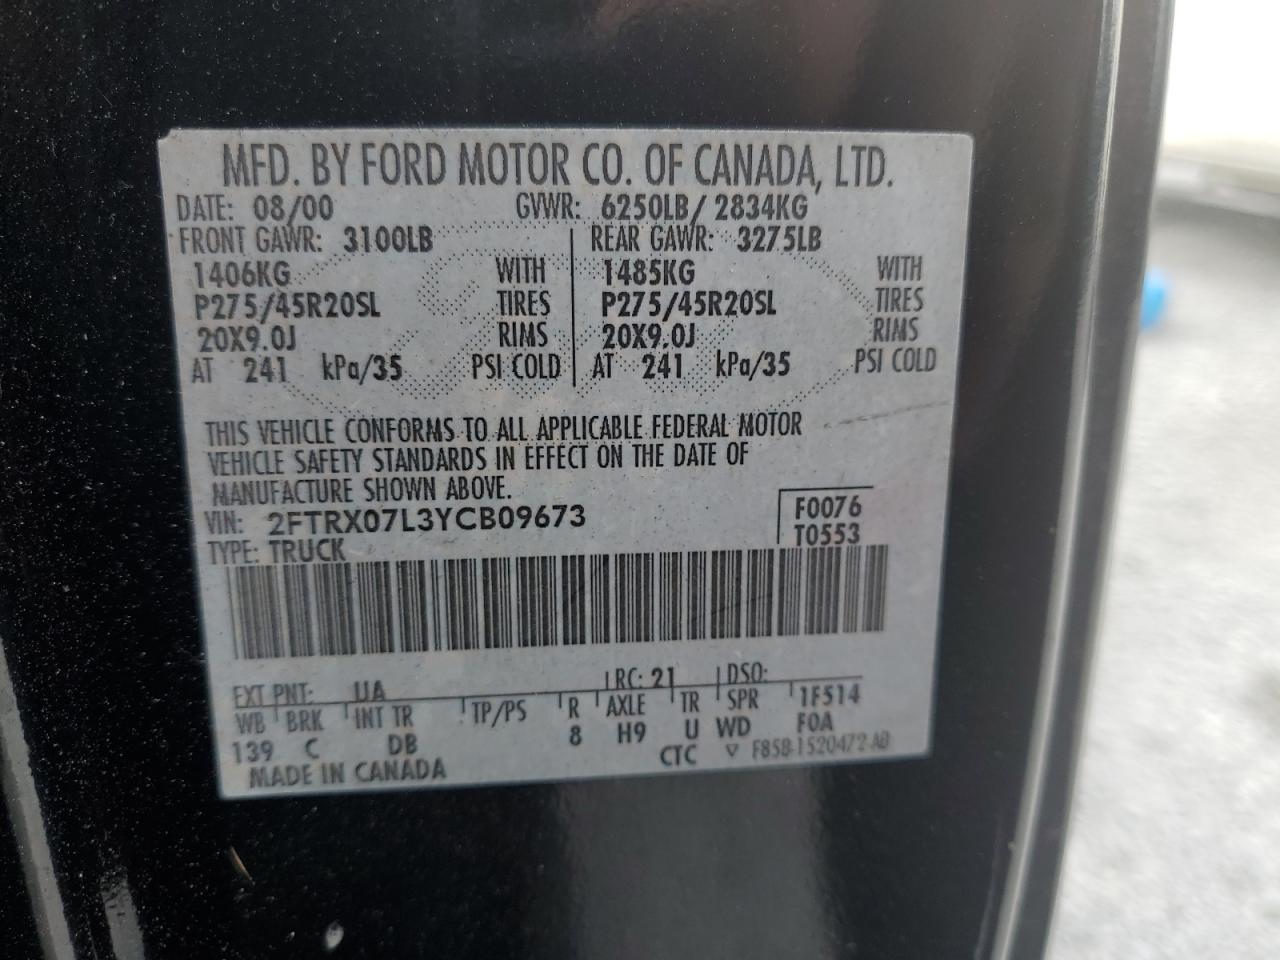 MFD. BY FORD MOTOR CO. OF CANADA, LTD.
DATE: 08/00 GVWR: 6250LB/ 2834KG
FRONT GAWR: 3100LB REAR GAWR: 3275LB
1406KG WITH 1485KG WITH
P275/45R20SL TIRES P275/45R20SL TIRES
20X9.0J RIMS 20X9.0J RIMS
AT 241 kPa/35 PSI COLD AT 241 kPa/35 PSI COLD
THIS VEHICLE CONFORMS TO ALL APPLICABLE FEDERAL MOTOR
VEHICLE SAFETY STANDARDS IN EFFECT ON THE DATE OF
MANUFACTURE SHOWN ABOVE.
VIN: 2FTRX07L3YCB09673 F0076
TYPE: TRUCK T0553
EXT PNT: UA RC: 21 DSO:
WB BRK INT TR TP/PS R AXLE TR SPR 1F514
139 C DB 8 H9 U WD F0A
MADE IN CANADA CTC ▽ F85B-1520472-AB